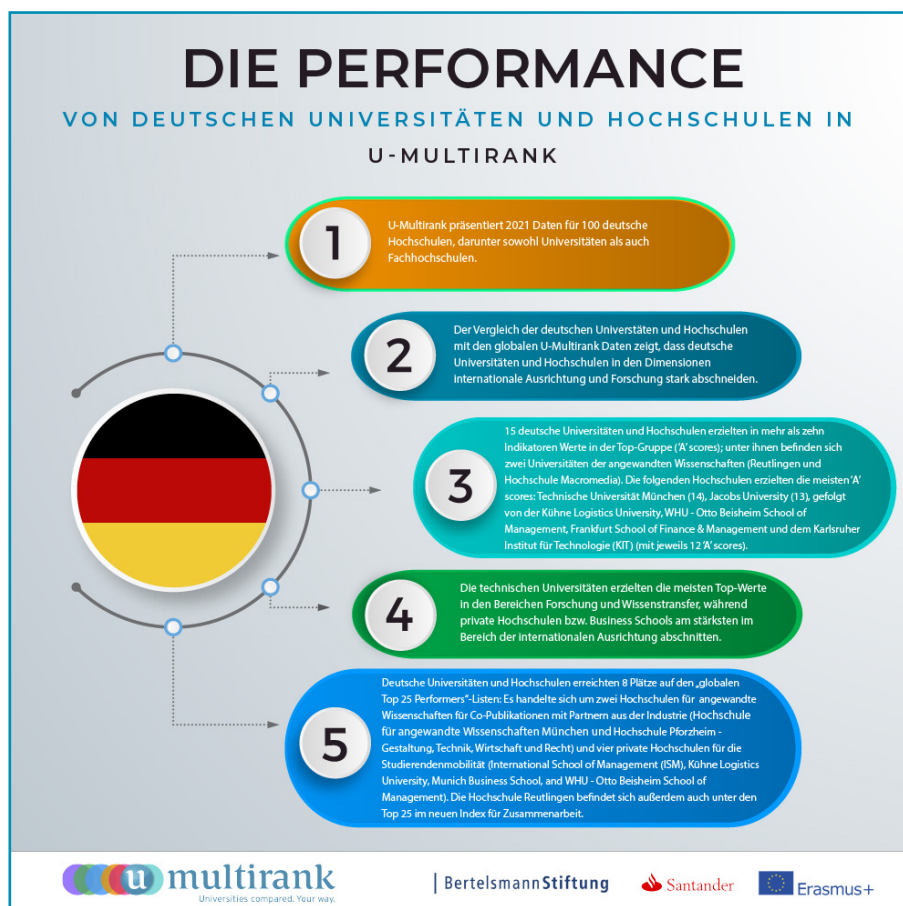 DIE PERFORMANCE
VON DEUTSCHEN UNIVERSITÄTEN UND HOCHSCHULEN IN
U-MULTIRANK
1
U-Multirank präsentiert 2021 Daten für 100 deutsche
Hochschulen, darunter sowohl Universitäten als auch
Fachhochschulen.
2
Der Vergleich der deutschen Universtäten und Hochschulen
mit den globalen U-Multirank Daten zeigt, dass deutsche
Universitäten und Hochschulen in den Dimensionen
internationale Ausrichtung und Forschung stark abschneiden.
3
15 deutsche Universitäten und Hochschulen erzielten in mehr als zehn
Indikatoren Werte in der Top-Gruppe ('A' scores); unter ihnen befinden sich
zwei Universitäten der angewandten Wissenschaften (Reutlingen und
Hochschule Macromedia). Die folgenden Hochschulen erzielten die meisten 'A'
scores: Technische Universität München (14), Jacobs University (13), gefolgt
von der Kühne Logistics University, WHU - Otto Beisheim School of
Management, Frankfurt School of Finance & Management und dem Karlsruher
Institut für Technologie (KIT) (mit jeweils 12 'A' scores).
4
Die technischen Universitäten erzielten die meisten Top-Werte
in den Bereichen Forschung und Wissenstransfer, während
private Hochschulen bzw. Business Schools am stärksten im
Bereich der internationalen Ausrichtung abschnitten.
5
Deutsche Universitäten und Hochschulen erreichten 8 Plätze auf den „globalen
Top 25 Performers"-Listen: Es handelte sich um zwei Hochschulen für angewandte
Wissenschaften für Co-Publikationen mit Partnern aus der Industrie (Hochschule
für angewandte Wissenschaften München und Hochschule Pforzheim -
Gestaltung, Technik, Wirtschaft und Recht) und vier private Hochschulen für die
Studierendenmobilität (International School of Management (ISM), Kühne Logistics
University, Munich Business School, and WHU - Otto Beisheim School of
Management). Die Hochschule Reutlingen befindet sich außerdem auch unter den
Top 25 im neuen Index für Zusammenarbeit.
u multirank
Universities compared. Your way.
BertelsmannStiftung
Santander
Erasmus+